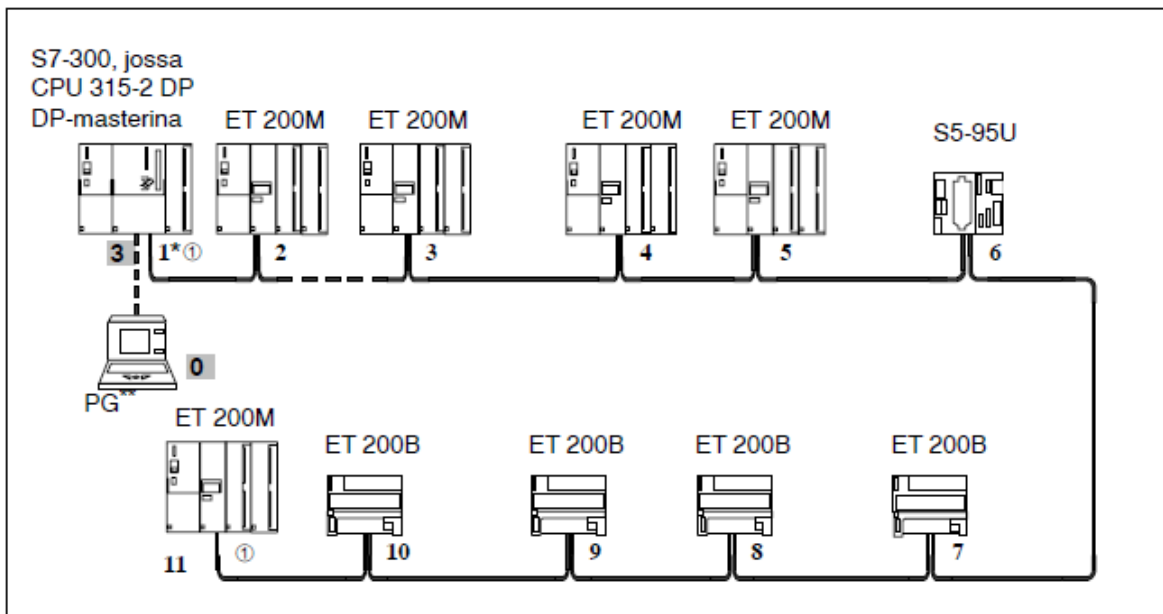 S7-300, jossa
CPU 315-2 DP
DP-masterina
ET 200M
ET 200M
ET 200M
ET 200M
S5-95U
3
1* ①
2
3
4
5
6
0
PG**
ET 200M
ET 200B
ET 200B
ET 200B
ET 200B
11
①
10
9
8
7